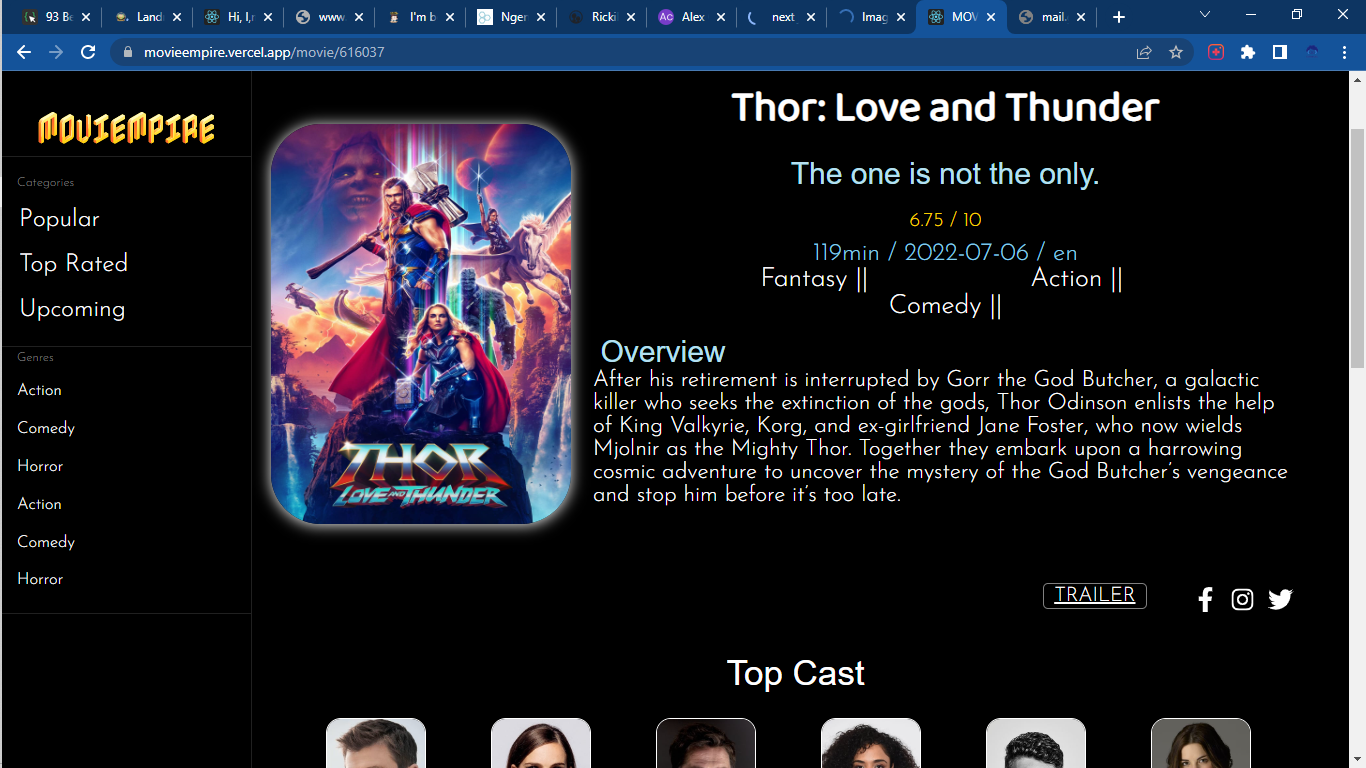 93 Be
Land
Hi, I,r
www.
I'm b
Nger
Ricki
Alex
next
Imag
MOV
mail.
movieempire.vercel.app/movie/616037
MOVIEMPIRE
Categories
Popular
Top Rated
Upcoming
Genres
Action
Comedy
Horror
Action
Comedy
Horror
THOR
LOVE AND THUNDER
Thor: Love and Thunder
The one is not the only.
6.75 / 10
119min / 2022-07-06 / en
Fantasy || Action ||
Comedy ||
Overview
After his retirement is interrupted by Gorr the God Butcher, a galactic
killer who seeks the extinction of the gods, Thor Odinson enlists the help
of King Valkyrie, Korg, and ex-girlfriend Jane Foster, who now wields
Mjolnir as the Mighty Thor. Together they embark upon a harrowing
cosmic adventure to uncover the mystery of the God Butcher's vengeance
and stop him before it's too late.
TRAILER
Top Cast